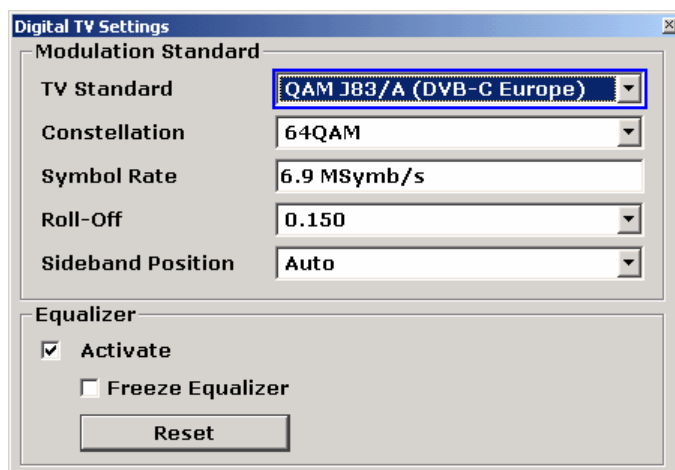 Digital TV Settings
Modulation Standard
TV Standard QAM J83/A (DVB-C Europe)
Constellation 64QAM
Symbol Rate 6.9 MSymb/s
Roll-Off 0.150
Sideband Position Auto
Equalizer
Activate
Freeze Equalizer
Reset